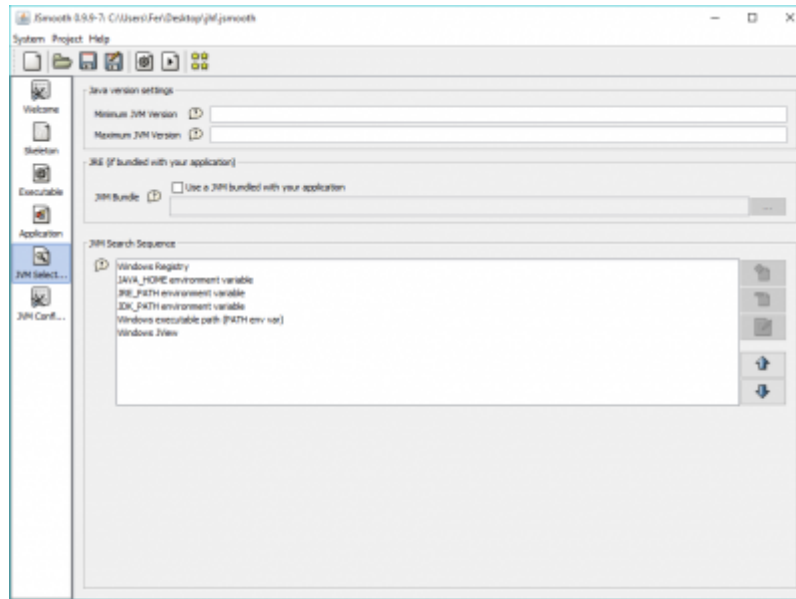 JSmooth 0.9.9-7: C:\Users\Fer\Desktop\jM.jsmooth
System Project Help
Welcome
Skeleton
Executable
Application
JVM Select...
JVM Confi...
Java version settings
Minimum JVM Version
Maximum JVM Version
JRE (if bundled with your application)
JVM Bundle
Use a JVM bundled with your application
...
JVM Search Sequence
Windows Registry
JAVA_HOME environment variable
JRE_PATH environment variable
JDK_PATH environment variable
Windows executable path (PATH env var)
Windows JView